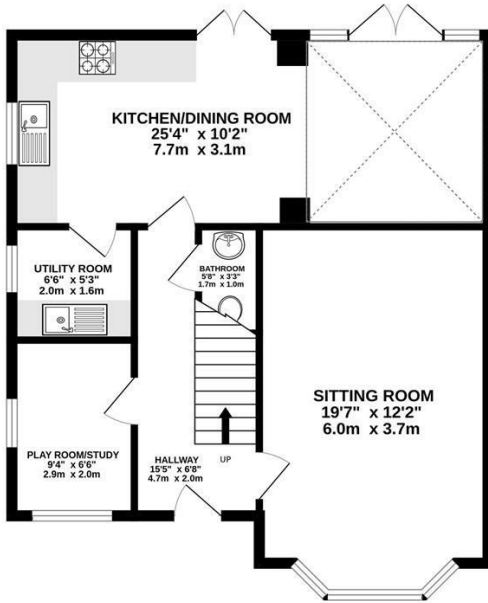 KITCHEN/DINING ROOM
25'4" x 10'2"
7.7m x 3.1m
UTILITY ROOM
6'6" x 5'3"
2.0m x 1.6m
BATHROOM
5'8" x 3'3"
1.7m x 1.0m
SITTING ROOM
19'7" x 12'2"
6.0m x 3.7m
PLAY ROOM/STUDY
9'4" x 6'6"
2.9m x 2.0m
HALLWAY
15'5" x 6'8"
4.7m x 2.0m
UP